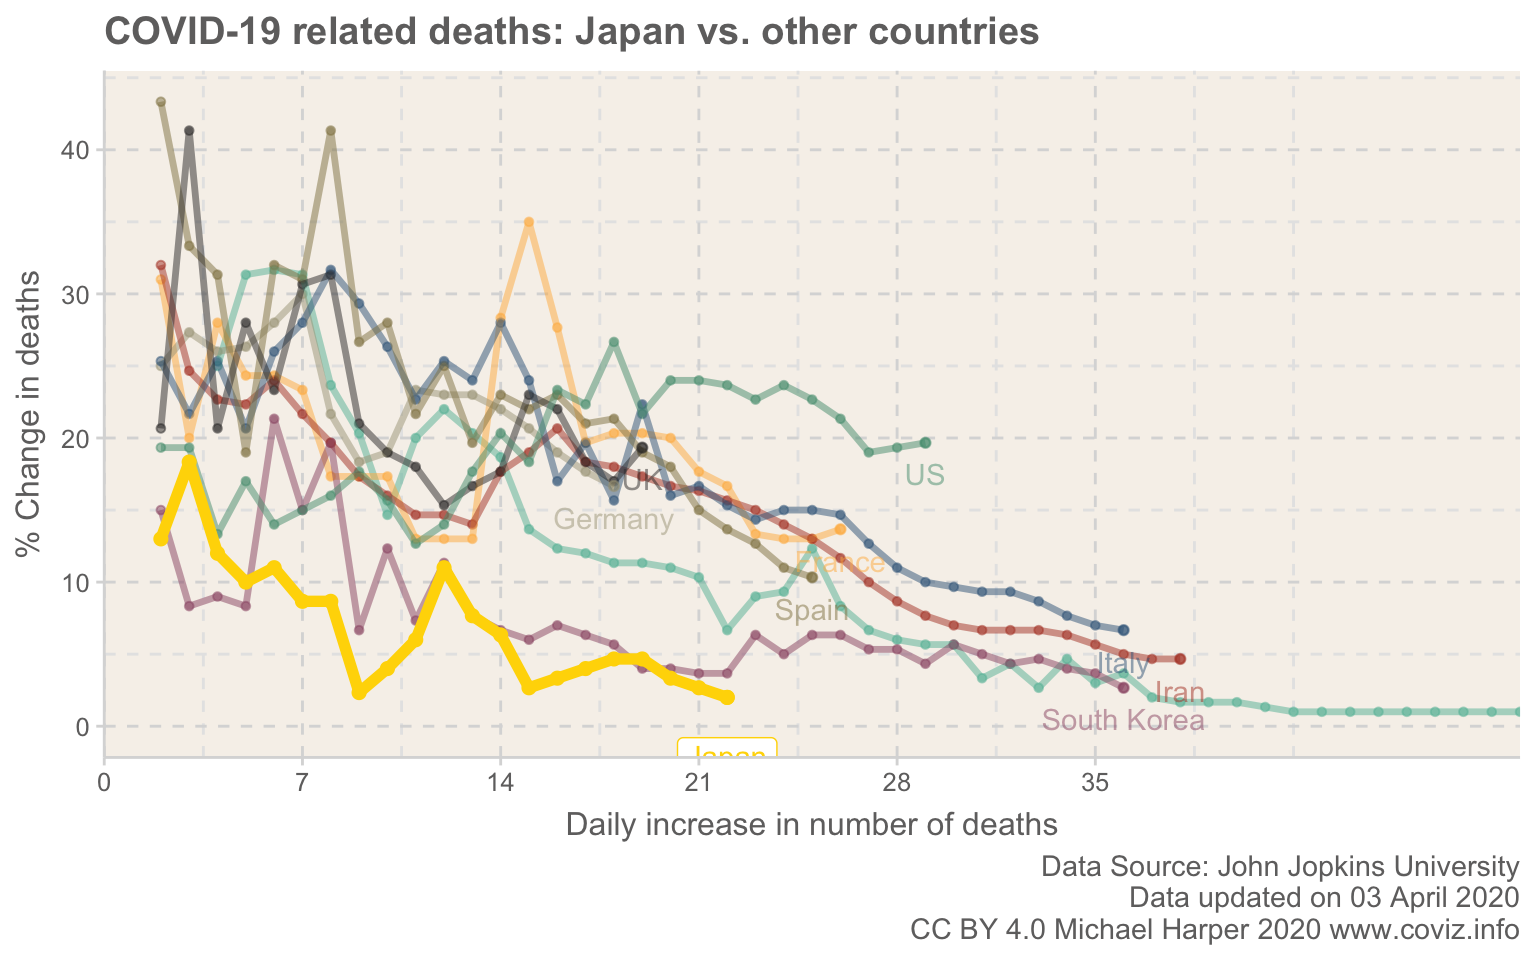 COVID-19 related deaths: Japan vs. other countries
% Change in deaths
40
30
20
10
0
US
UK
Germany
France
Spain
Italy
Iran
South Korea
Japan
0 7 14 21 28 35
Daily increase in number of deaths
Data Source: John Jopkins University
Data updated on 03 April 2020
CC BY 4.0 Michael Harper 2020 www.coviz.info